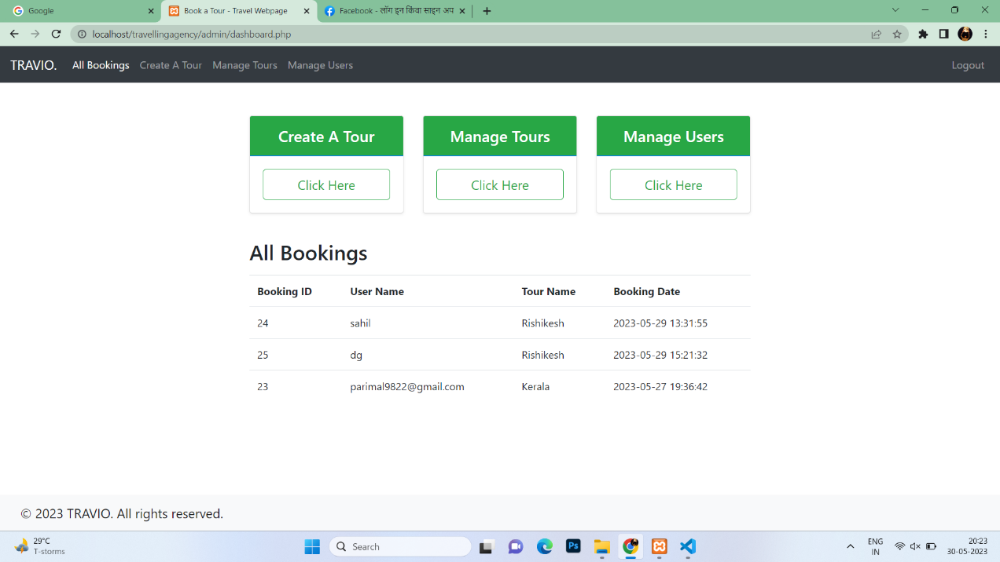 Google
Book a Tour - Travel Webpage
Facebook - लॉग इन किंवा साइन अप
localhost/travellingagency/admin/dashboard.php
TRAVIO. All Bookings Create A Tour Manage Tours Manage Users Logout
Create A Tour Manage Tours Manage Users
Click Here Click Here Click Here
All Bookings
Booking ID User Name Tour Name Booking Date
24 sahil Rishikesh 2023-05-29 13:31:55
25 dg Rishikesh 2023-05-29 15:21:32
23 parimal9822@gmail.com Kerala 2023-05-27 19:36:42
© 2023 TRAVIO. All rights reserved.
29°C
T-storms
Search
Ps
ENG
IN
20:23
30-05-2023